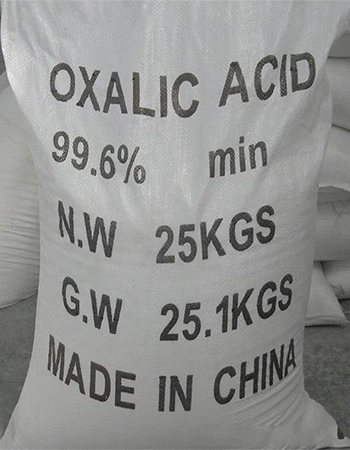 OXALIC ACID
99.6% min
N.W 25KGS
G.W 25.1KGS
MADE IN CHINA